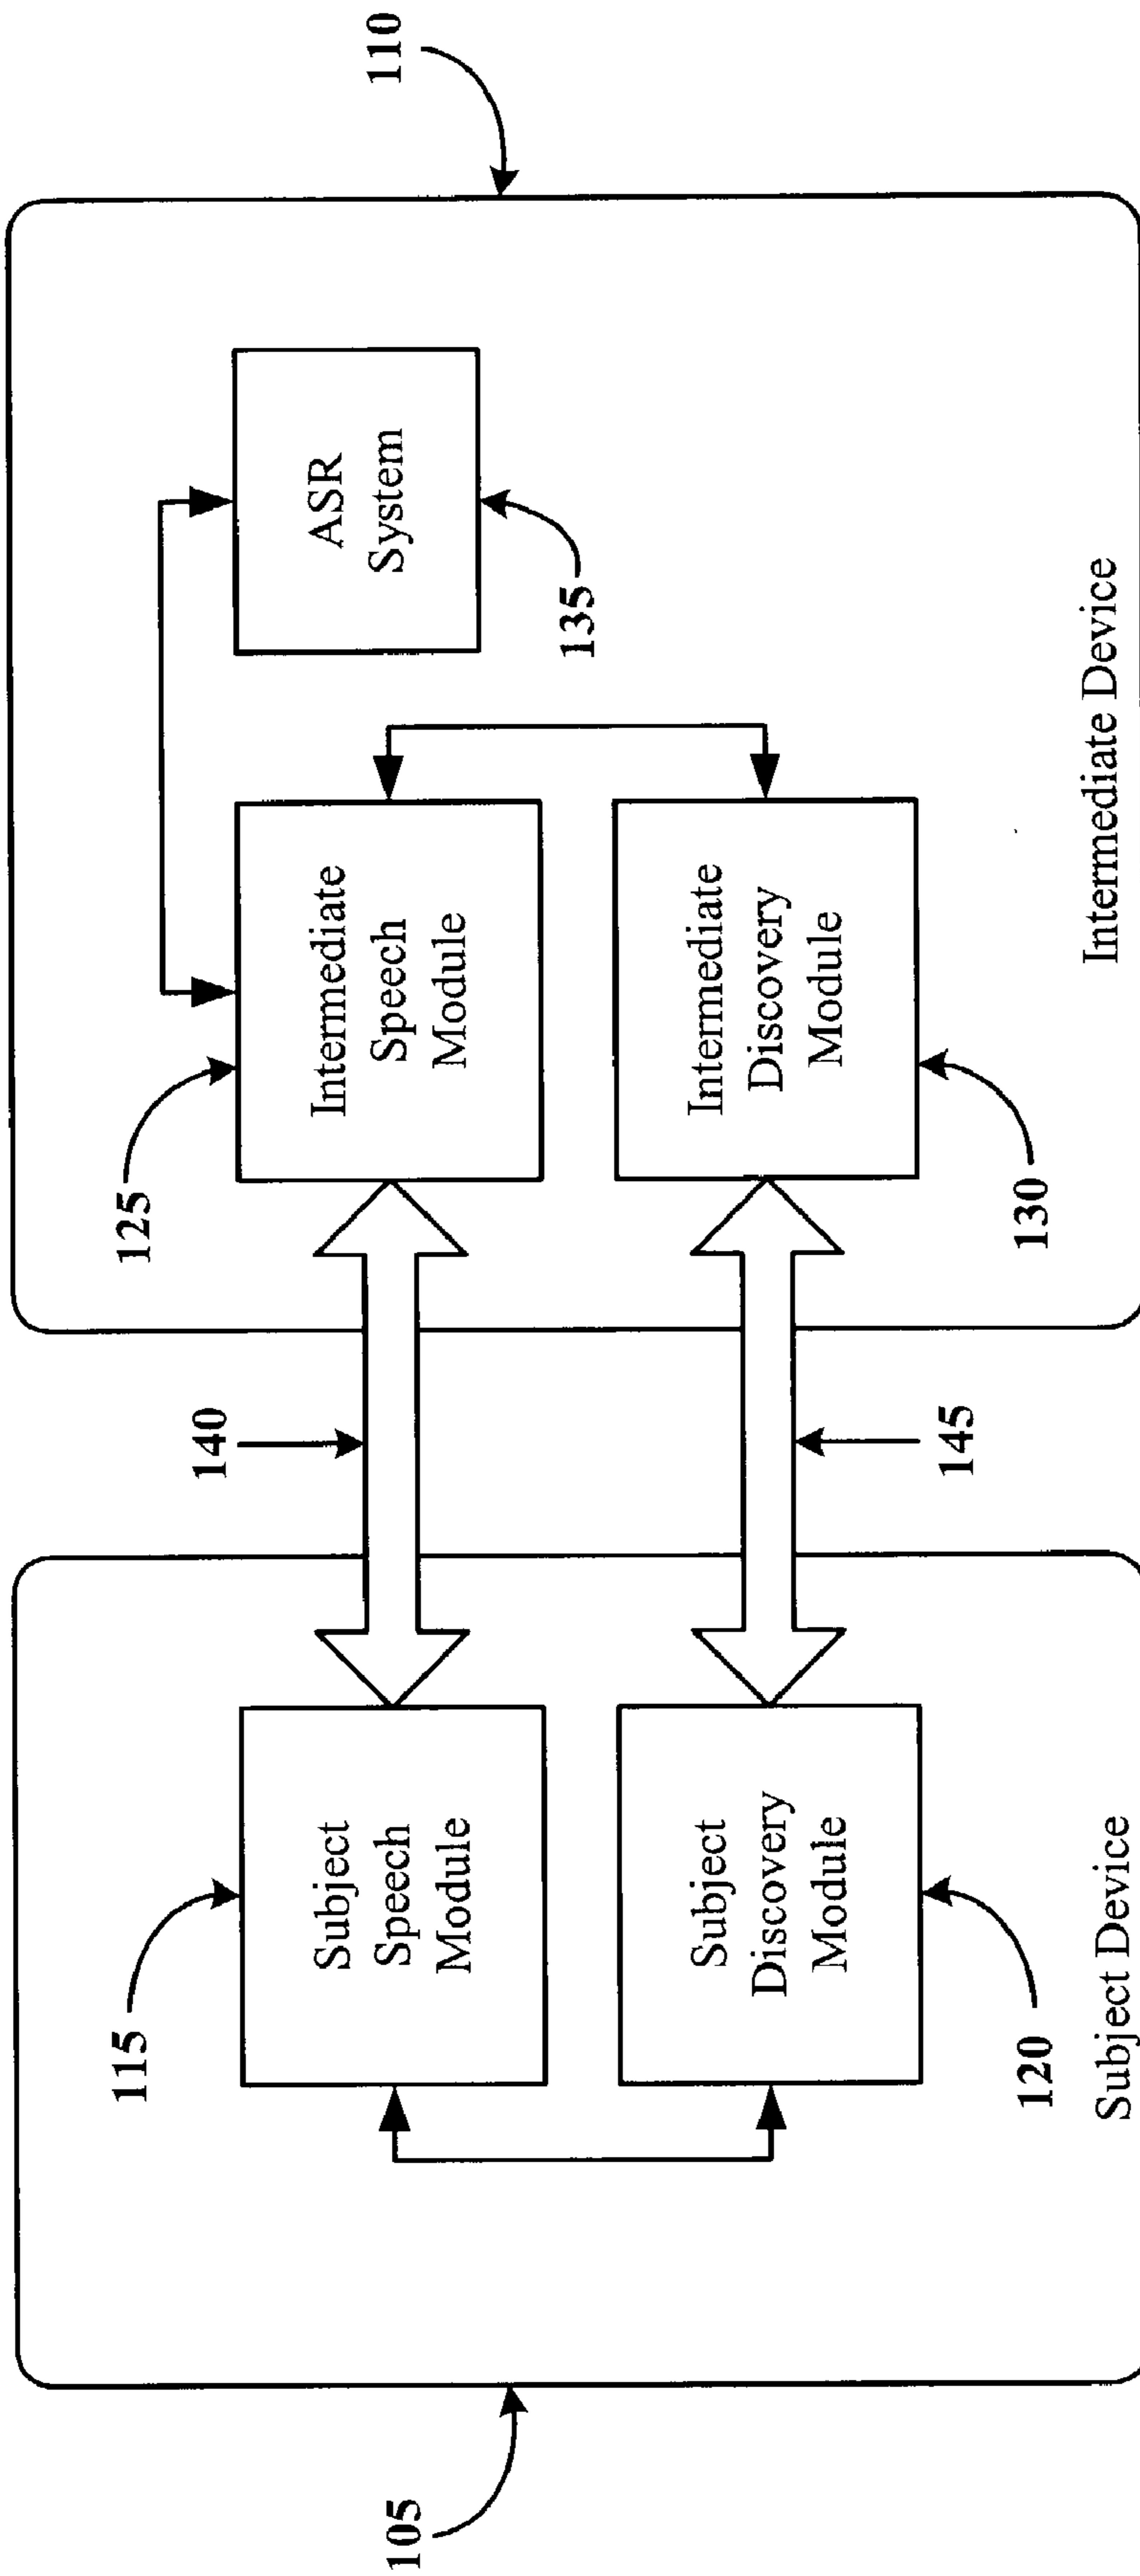 110
ASR
System
135
125
Intermediate
Speech
Module
Intermediate
Discovery
Module
130
Intermediate Device
140
145
115
Subject
Speech
Module
Subject
Discovery
Module
120
Subject Device
105